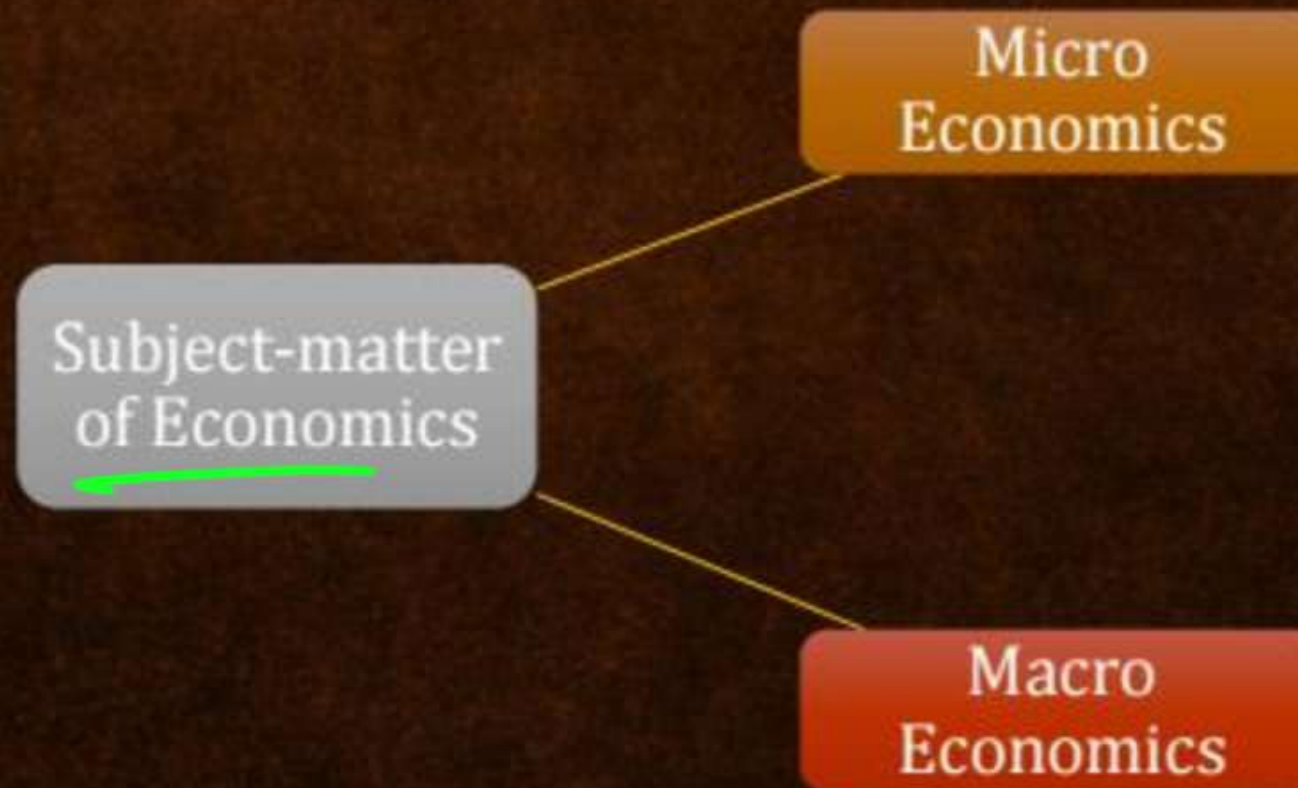 Micro
Economics
Subject-matter
of Economics
Macro
Economics